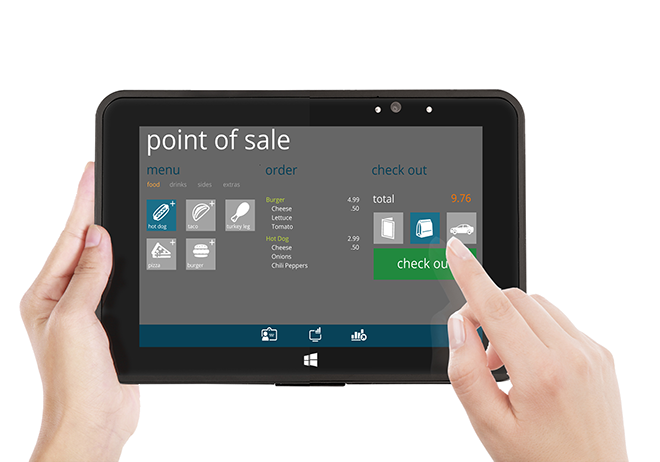 point of sale
menu
food drinks sides extras
hot dog taco turkey leg
pizza burger
order
Burger 4.99
Cheese .50
Lettuce
Tomato
Hot Dog 2.99
Cheese .50
Onions
Chili Peppers
check out
total 9.76
check ou